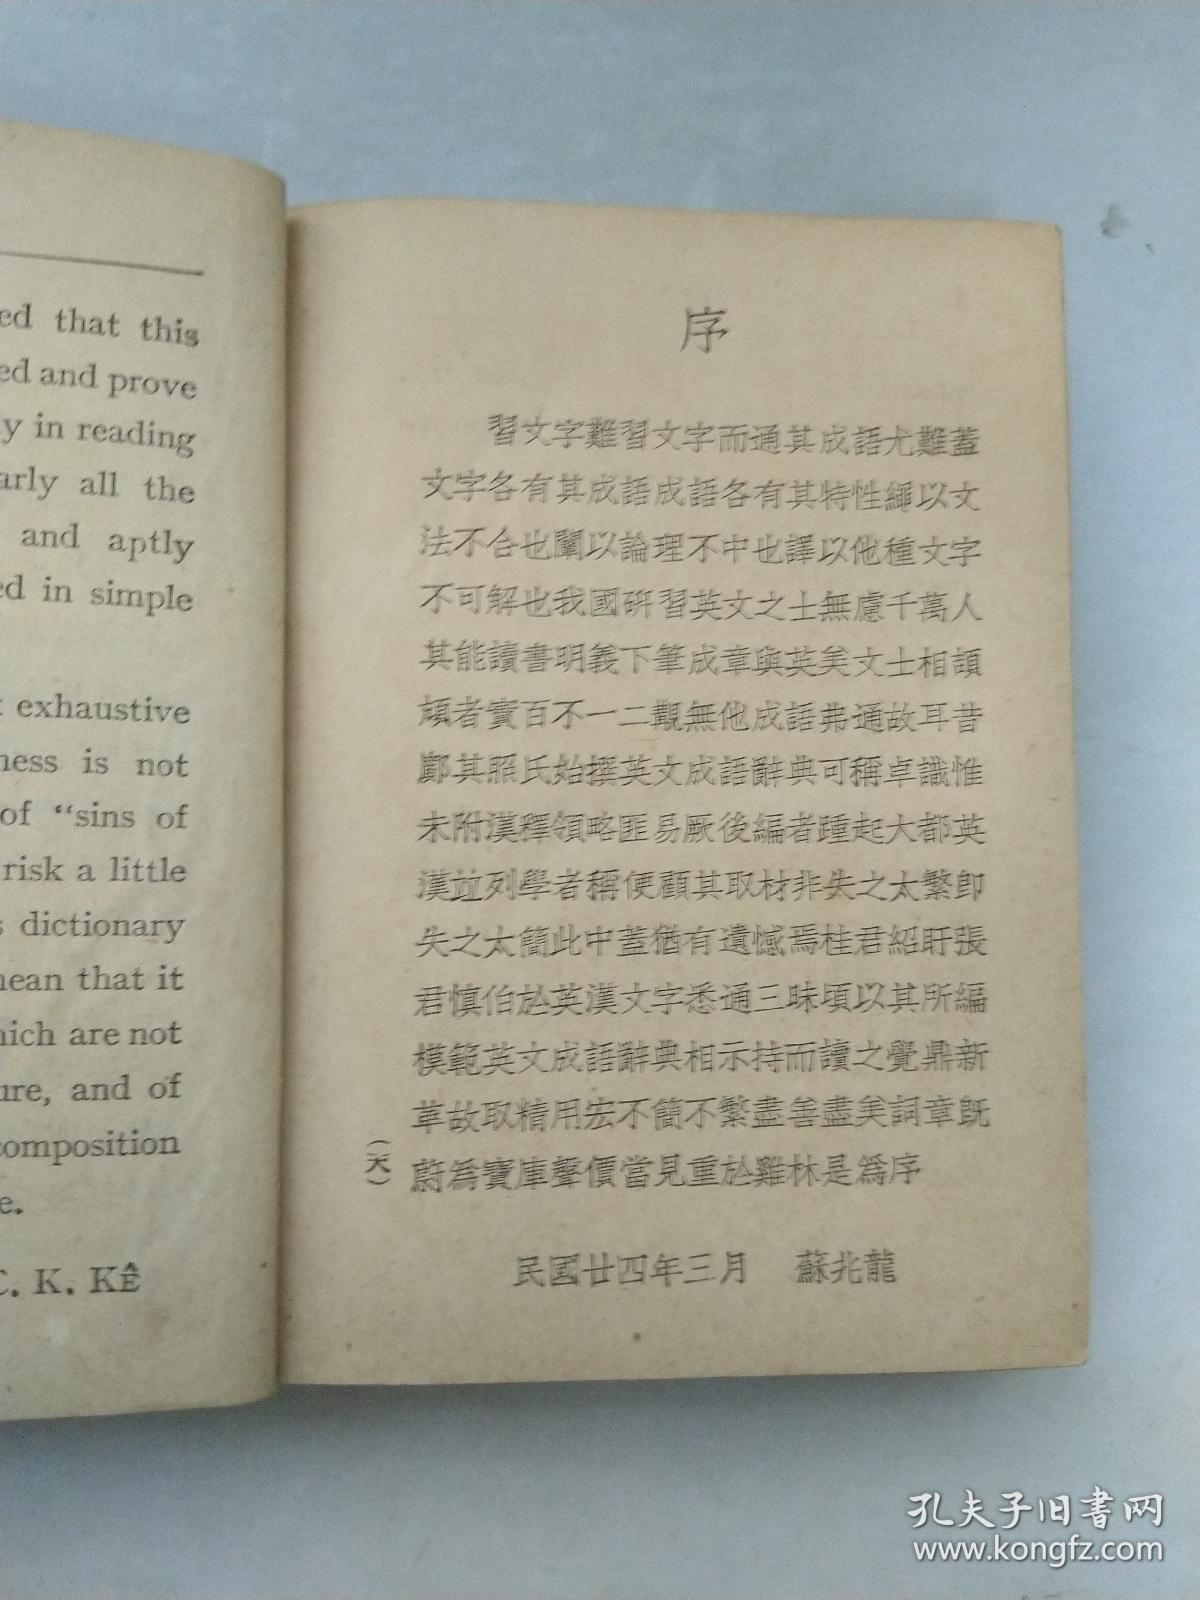 ed that this
ed and prove
y in reading
arly all the
and aptly
ed in simple
exhaustive
ness is not
of “sins of
risk a little
s dictionary
mean that it
hich are not
ure, and of
composition
e.
C. K. KÊ
序
習文字難習文字而通其成語尤難蓋
文字各有其成語成語各有其特性繩以文
法不合也闡以論理不中也譯以他種文字
不可解也我國研習英文之士無慮千萬人
其能讀書明義下筆成章與英美文士相頡
頏者實百不一二觀無他成語弗通故耳昔
鄺其照氏始撰英文成語辭典可稱卓識惟
未附漢釋領略匪易厥後編者踵起大都英
漢竝列學者稱便顧其取材非失之太繁卽
失之太簡此中蓋猶有遺憾焉桂君紹盱張
君愼伯於英漢文字悉通三昧頃以其所編
模範英文成語辭典相示持而讀之覺鼎新
革故取精用宏不簡不繁盡善盡美詞章旣
蔚爲寶庫聲價當見重於雞林是爲序
民國廿四年三月 蘇兆龍
孔夫子旧书网
www.kongfz.com